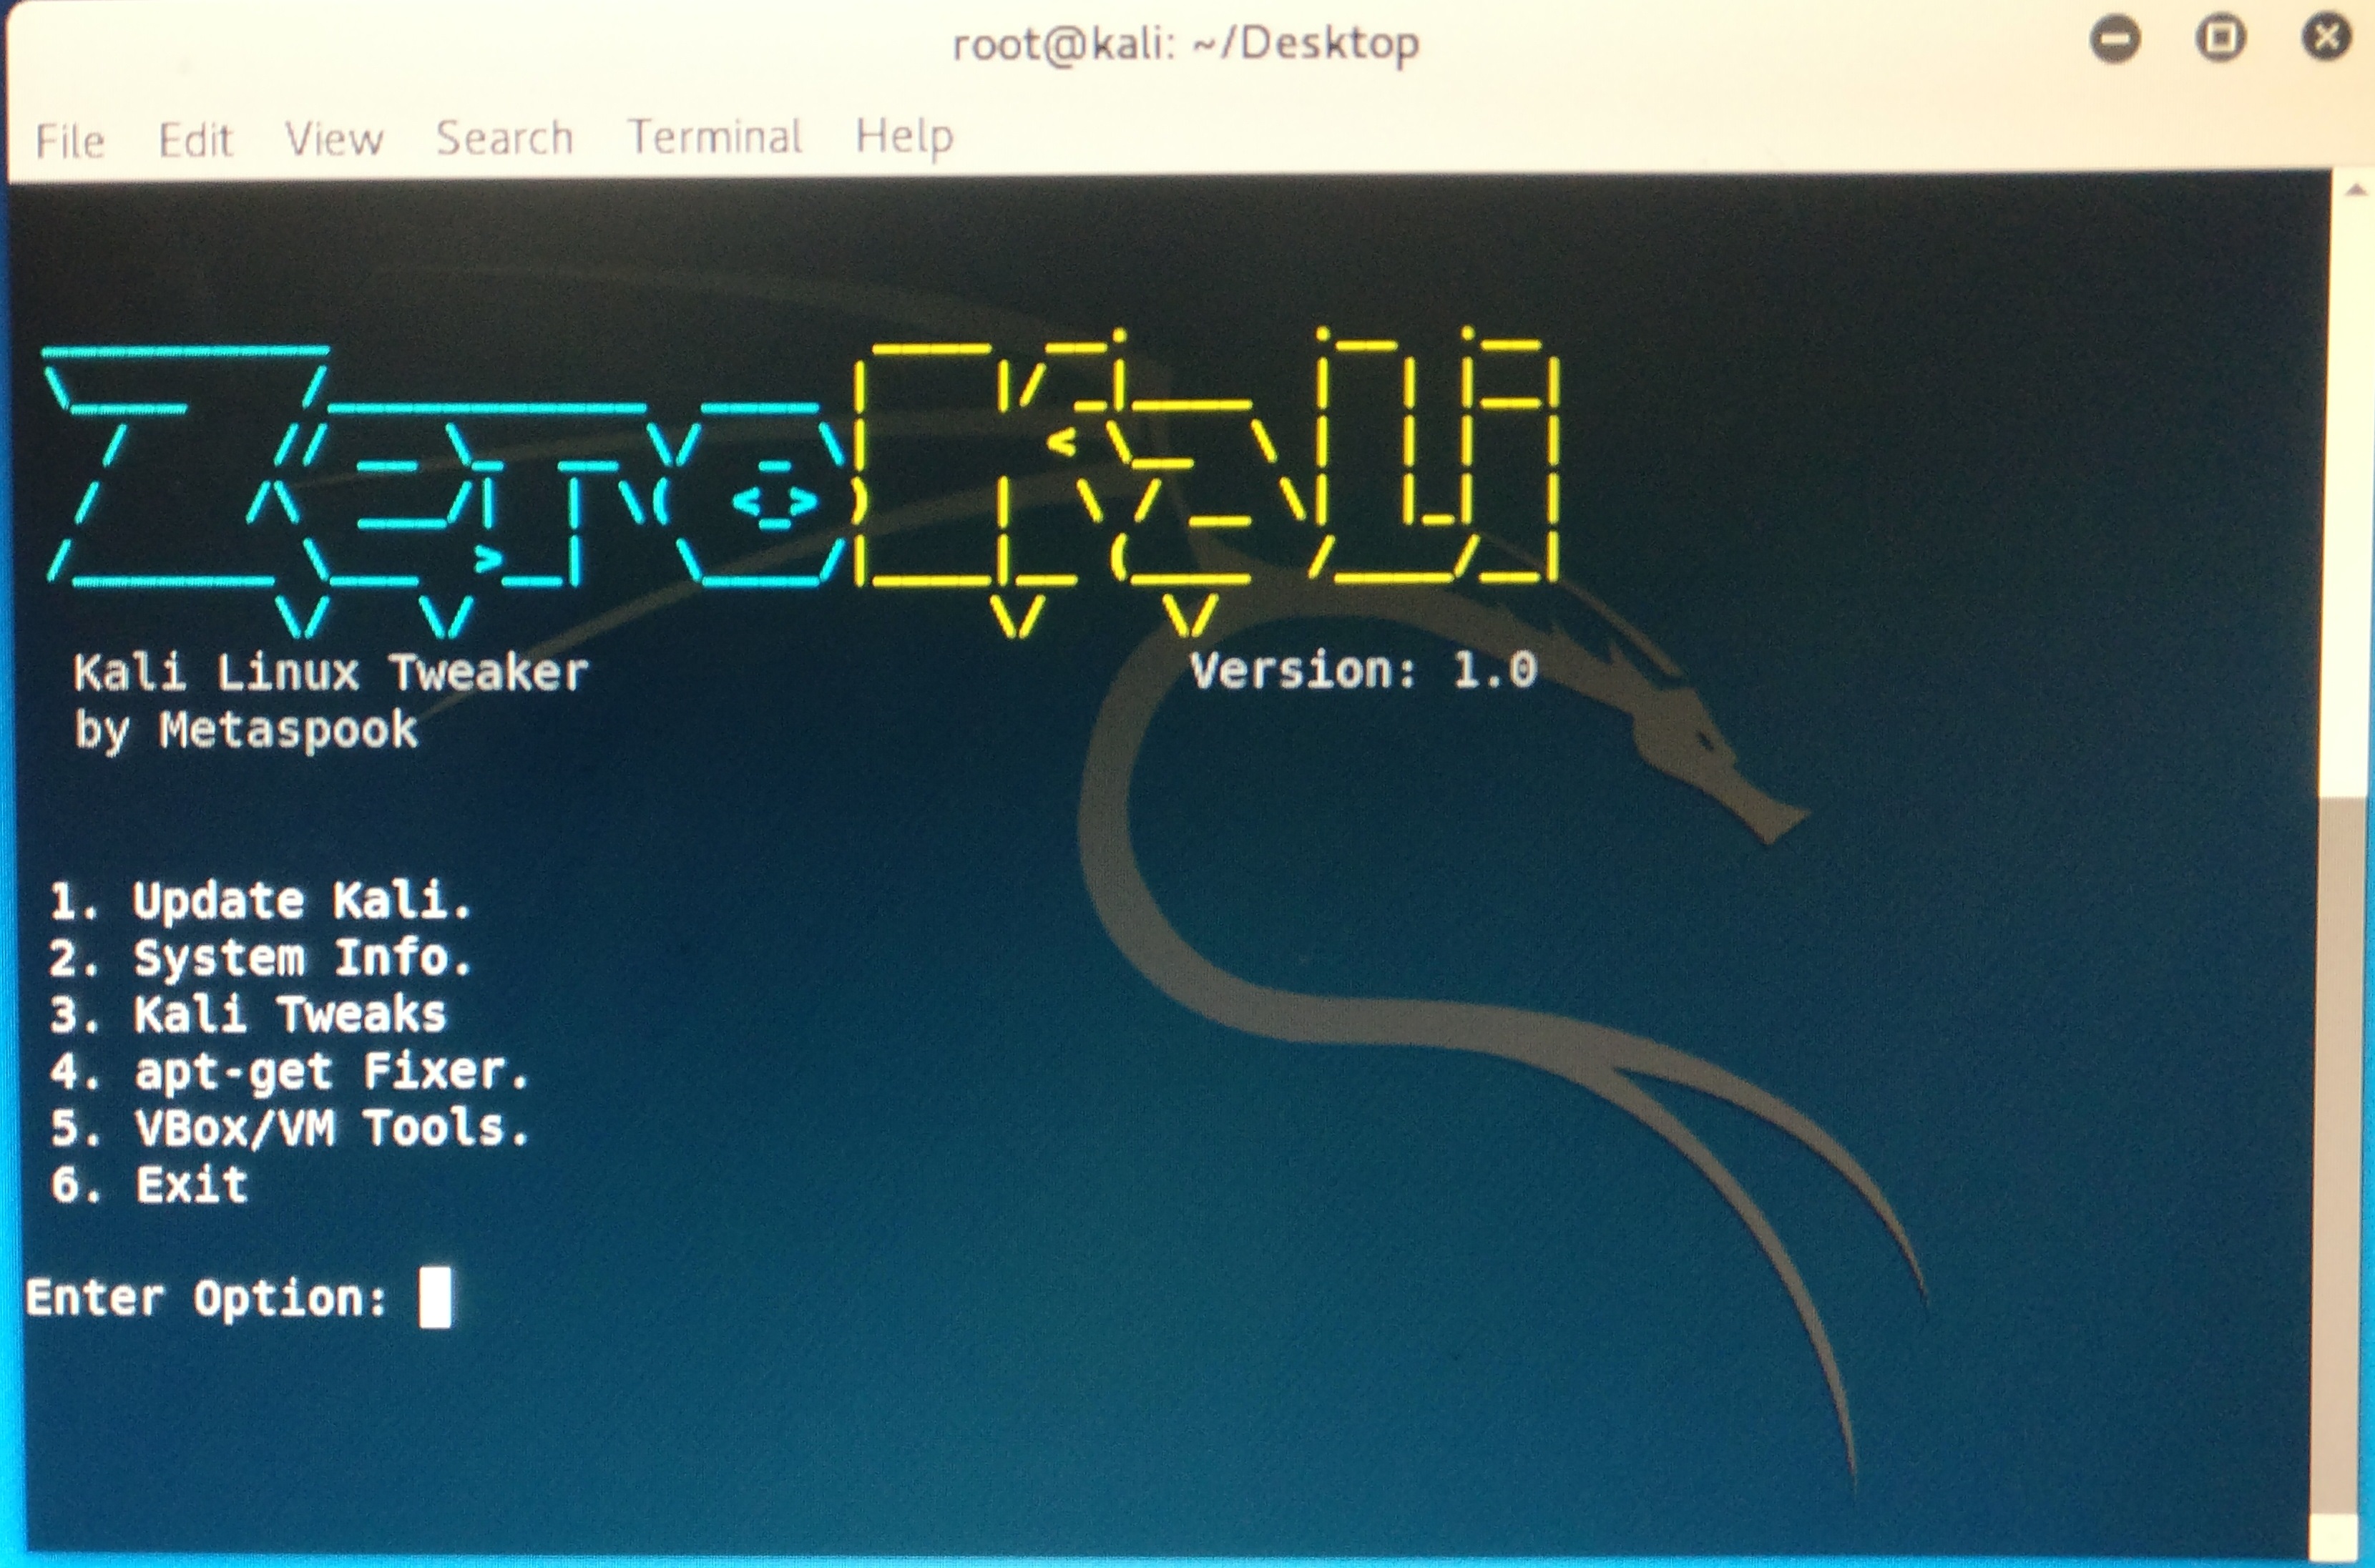 root@kali: ~/Desktop
File Edit View Search Terminal Help
ZeroKali
Kali Linux Tweaker Version: 1.0
by Metaspook
1. Update Kali.
2. System Info.
3. Kali Tweaks
4. apt-get Fixer.
5. VBox/VM Tools.
6. Exit
Enter Option: